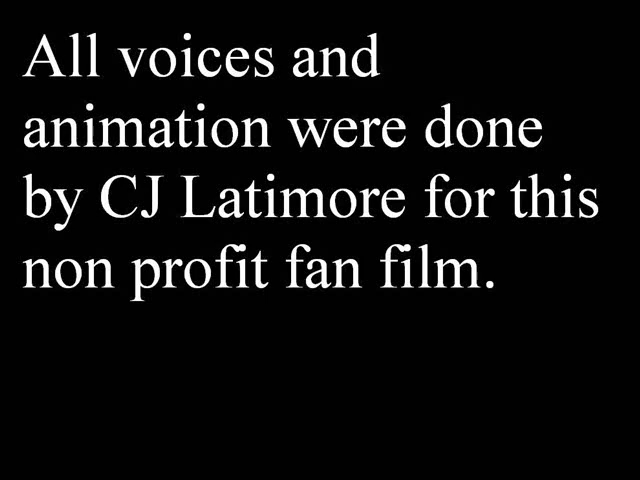 All voices and
animation were done
by CJ Latimore for this
non profit fan film.